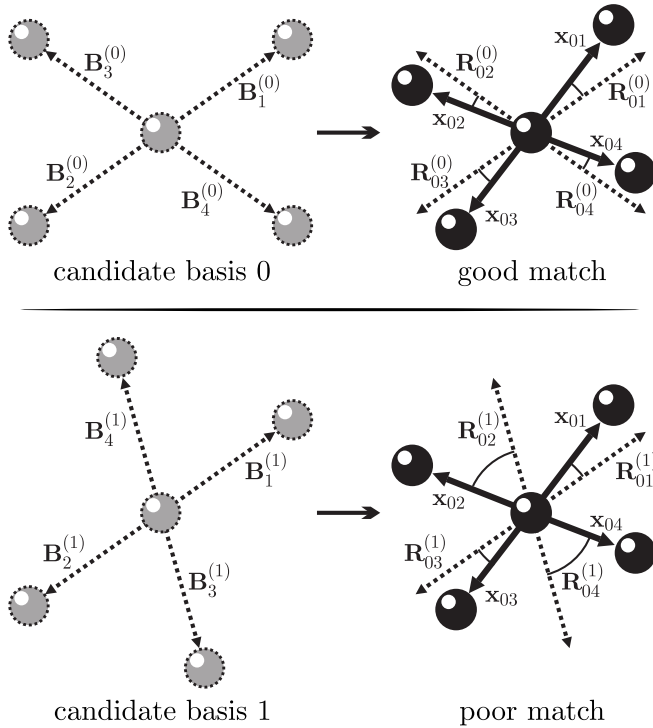 B₃⁽⁰⁾
B₁⁽⁰⁾
B₂⁽⁰⁾
B₄⁽⁰⁾
candidate basis 0
x₀₁
R₀₂⁽⁰⁾
R₀₁⁽⁰⁾
x₀₂
x₀₄
R₀₃⁽⁰⁾
R₀₄⁽⁰⁾
x₀₃
good match
B₄⁽¹⁾
B₁⁽¹⁾
B₂⁽¹⁾
B₃⁽¹⁾
candidate basis 1
x₀₁
R₀₂⁽¹⁾
R₀₁⁽¹⁾
x₀₂
x₀₄
R₀₃⁽¹⁾
R₀₄⁽¹⁾
x₀₃
poor match